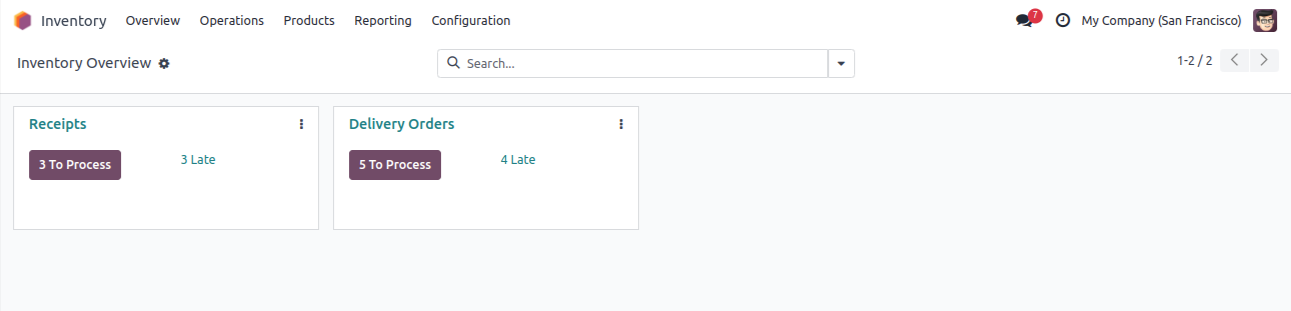 Inventory Overview Operations Products Reporting Configuration 7 My Company (San Francisco)
Inventory Overview Search... 1-2 / 2
Receipts Delivery Orders
3 To Process 3 Late 5 To Process 4 Late